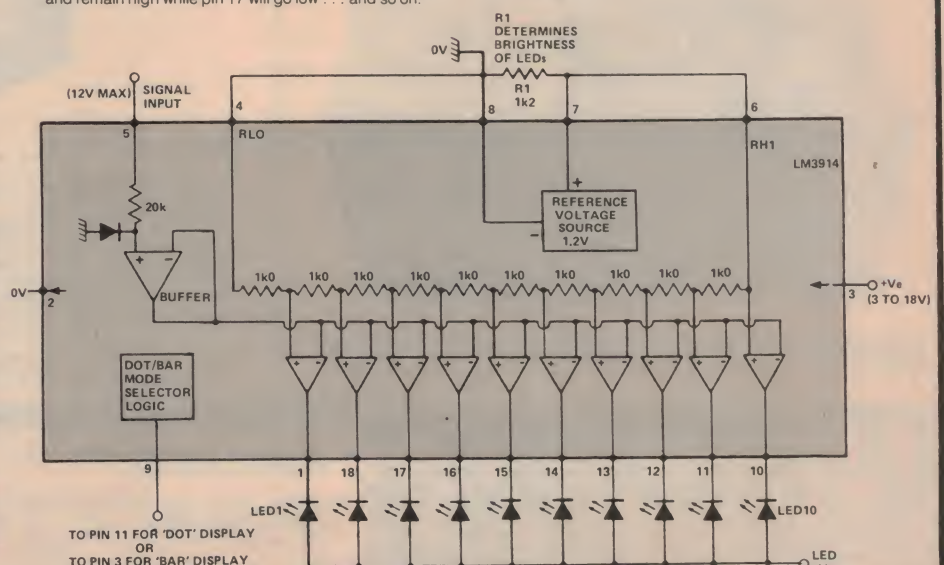 and remain high while pin 17 will go low . . . and so on.
R1
DETERMINES
BRIGHTNESS
OF LEDs
0V
R1
1k2
(12V MAX)
SIGNAL
INPUT
4
8
7
6
5
RLO
RH1
LM3914
20k
+
-
BUFFER
+
REFERENCE
VOLTAGE
SOURCE
1.2V
-
1k0 1k0 1k0 1k0 1k0 1k0 1k0 1k0 1k0 1k0
0V
2
3
+Ve
(3 TO 18V)
+ - + - + - + - + - + - + - + - + - + -
DOT/BAR
MODE
SELECTOR
LOGIC
9
1 18 17 16 15 14 13 12 11 10
LED1
LED10
TO PIN 11 FOR 'DOT' DISPLAY
OR
TO PIN 3 FOR 'BAR' DISPLAY
LED